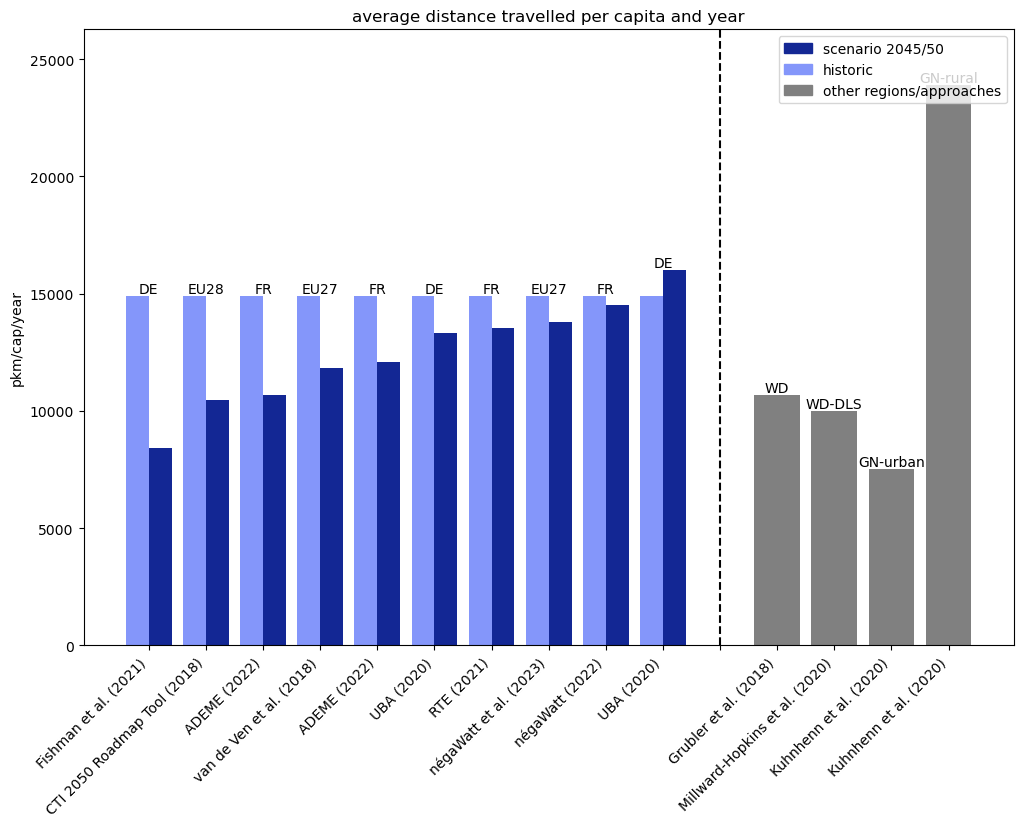 average distance travelled per capita and year
scenario 2045/50
historic
other regions/approaches
GN-rural
pkm/cap/year
25000
20000
15000
10000
5000
0
DE
EU28
FR
EU27
FR
DE
FR
EU27
FR
DE
WD
WD-DLS
GN-urban
Fishman et al. (2021)
CTI 2050 Roadmap Tool (2018)
ADEME (2022)
van de Ven et al. (2018)
ADEME (2022)
UBA (2020)
RTE (2021)
négaWatt et al. (2023)
négaWatt (2022)
UBA (2020)
Grubler et al. (2018)
Millward-Hopkins et al. (2020)
Kuhnhenn et al. (2020)
Kuhnhenn et al. (2020)